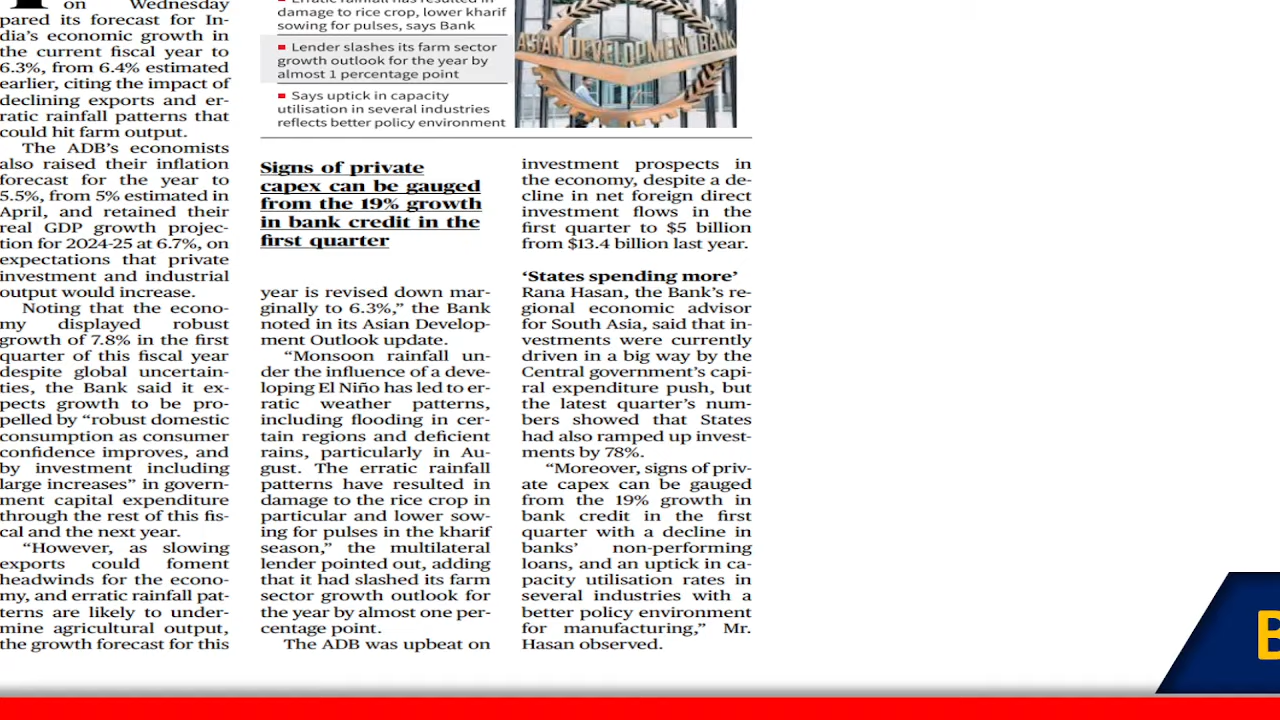 on Wednesday
pared its forecast for In-
dia's economic growth in
the current fiscal year to
6.3%, from 6.4% estimated
earlier, citing the impact of
declining exports and er-
ratic rainfall patterns that
could hit farm output.
The ADB's economists
also raised their inflation
forecast for the year to
5.5%, from 5% estimated in
April, and retained their
real GDP growth projec-
tion for 2024-25 at 6.7%, on
expectations that private
investment and industrial
output would increase.
Noting that the econo-
my displayed robust
growth of 7.8% in the first
quarter of this fiscal year
despite global uncertain-
ties, the Bank said it ex-
pects growth to be pro-
pelled by “robust domestic
consumption as consumer
confidence improves, and
by investment including
large increases” in govern-
ment capital expenditure
through the rest of this fis-
cal and the next year.
“However, as slowing
exports could foment
headwinds for the econo-
my, and erratic rainfall pat-
terns are likely to under-
mine agricultural output,
the growth forecast for this
Erratic rainfall has resulted in
damage to rice crop, lower kharif
sowing for pulses, says Bank
Lender slashes its farm sector
growth outlook for the year by
almost 1 percentage point
Says uptick in capacity
utilisation in several industries
reflects better policy environment
ASIAN DEVELOPMENT BANK
Signs of private
capex can be gauged
from the 19% growth
in bank credit in the
first quarter
year is revised down mar-
ginally to 6.3%,” the Bank
noted in its Asian Develop-
ment Outlook update.
“Monsoon rainfall un-
der the influence of a deve-
loping El Niño has led to er-
ratic weather patterns,
including flooding in cer-
tain regions and deficient
rains, particularly in Au-
gust. The erratic rainfall
patterns have resulted in
damage to the rice crop in
particular and lower sow-
ing for pulses in the kharif
season,” the multilateral
lender pointed out, adding
that it had slashed its farm
sector growth outlook for
the year by almost one per-
centage point.
The ADB was upbeat on
investment prospects in
the economy, despite a de-
cline in net foreign direct
investment flows in the
first quarter to $5 billion
from $13.4 billion last year.
‘States spending more’
Rana Hasan, the Bank's re-
gional economic advisor
for South Asia, said that in-
vestments were currently
driven in a big way by the
Central government's capi-
tal expenditure push, but
the latest quarter's num-
bers showed that States
had also ramped up invest-
ments by 78%.
“Moreover, signs of priv-
ate capex can be gauged
from the 19% growth in
bank credit in the first
quarter with a decline in
banks' non-performing
loans, and an uptick in ca-
pacity utilisation rates in
several industries with a
better policy environment
for manufacturing,” Mr.
Hasan observed.
B